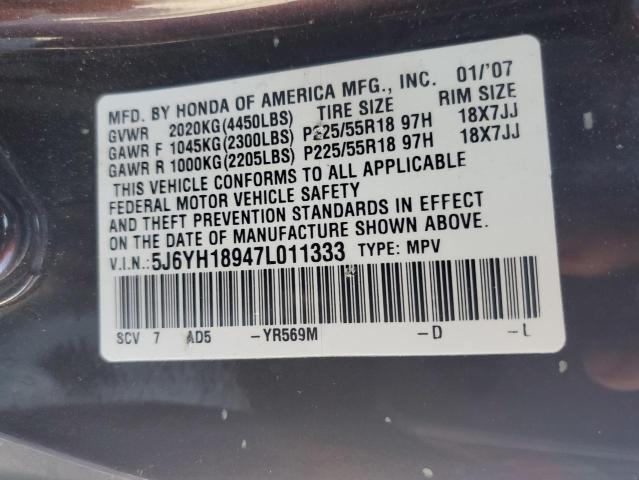 MFD. BY HONDA OF AMERICA MFG., INC. 01/'07
GVWR 2020KG(4450LBS) TIRE SIZE RIM SIZE
GAWR F 1045KG(2300LBS) P225/55R18 97H 18X7JJ
GAWR R 1000KG(2205LBS) P225/55R18 97H 18X7JJ
THIS VEHICLE CONFORMS TO ALL APPLICABLE
FEDERAL MOTOR VEHICLE SAFETY
AND THEFT PREVENTION STANDARDS IN EFFECT
ON THE DATE OF MANUFACTURE SHOWN ABOVE.
V.I.N.:5J6YH18947L011333 TYPE: MPV
SCV 7 AD5 -YR569M -D -L